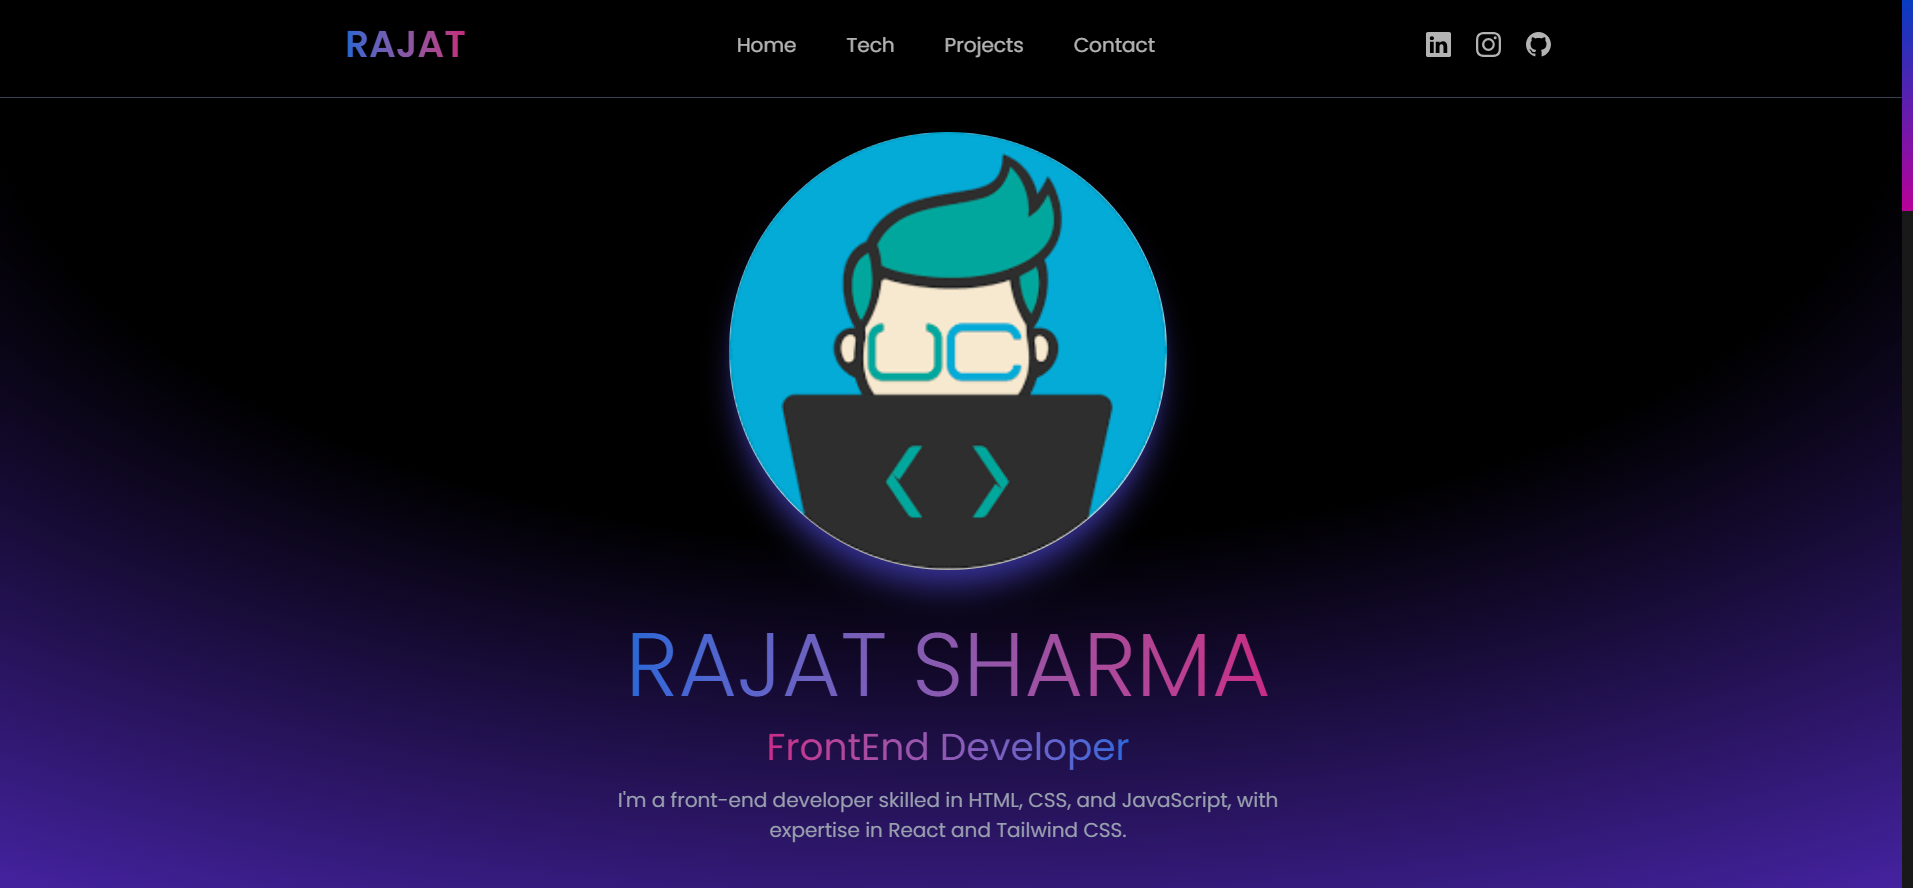 RAJAT
Home Tech Projects Contact
RAJAT SHARMA
FrontEnd Developer
I'm a front-end developer skilled in HTML, CSS, and JavaScript, with
expertise in React and Tailwind CSS.